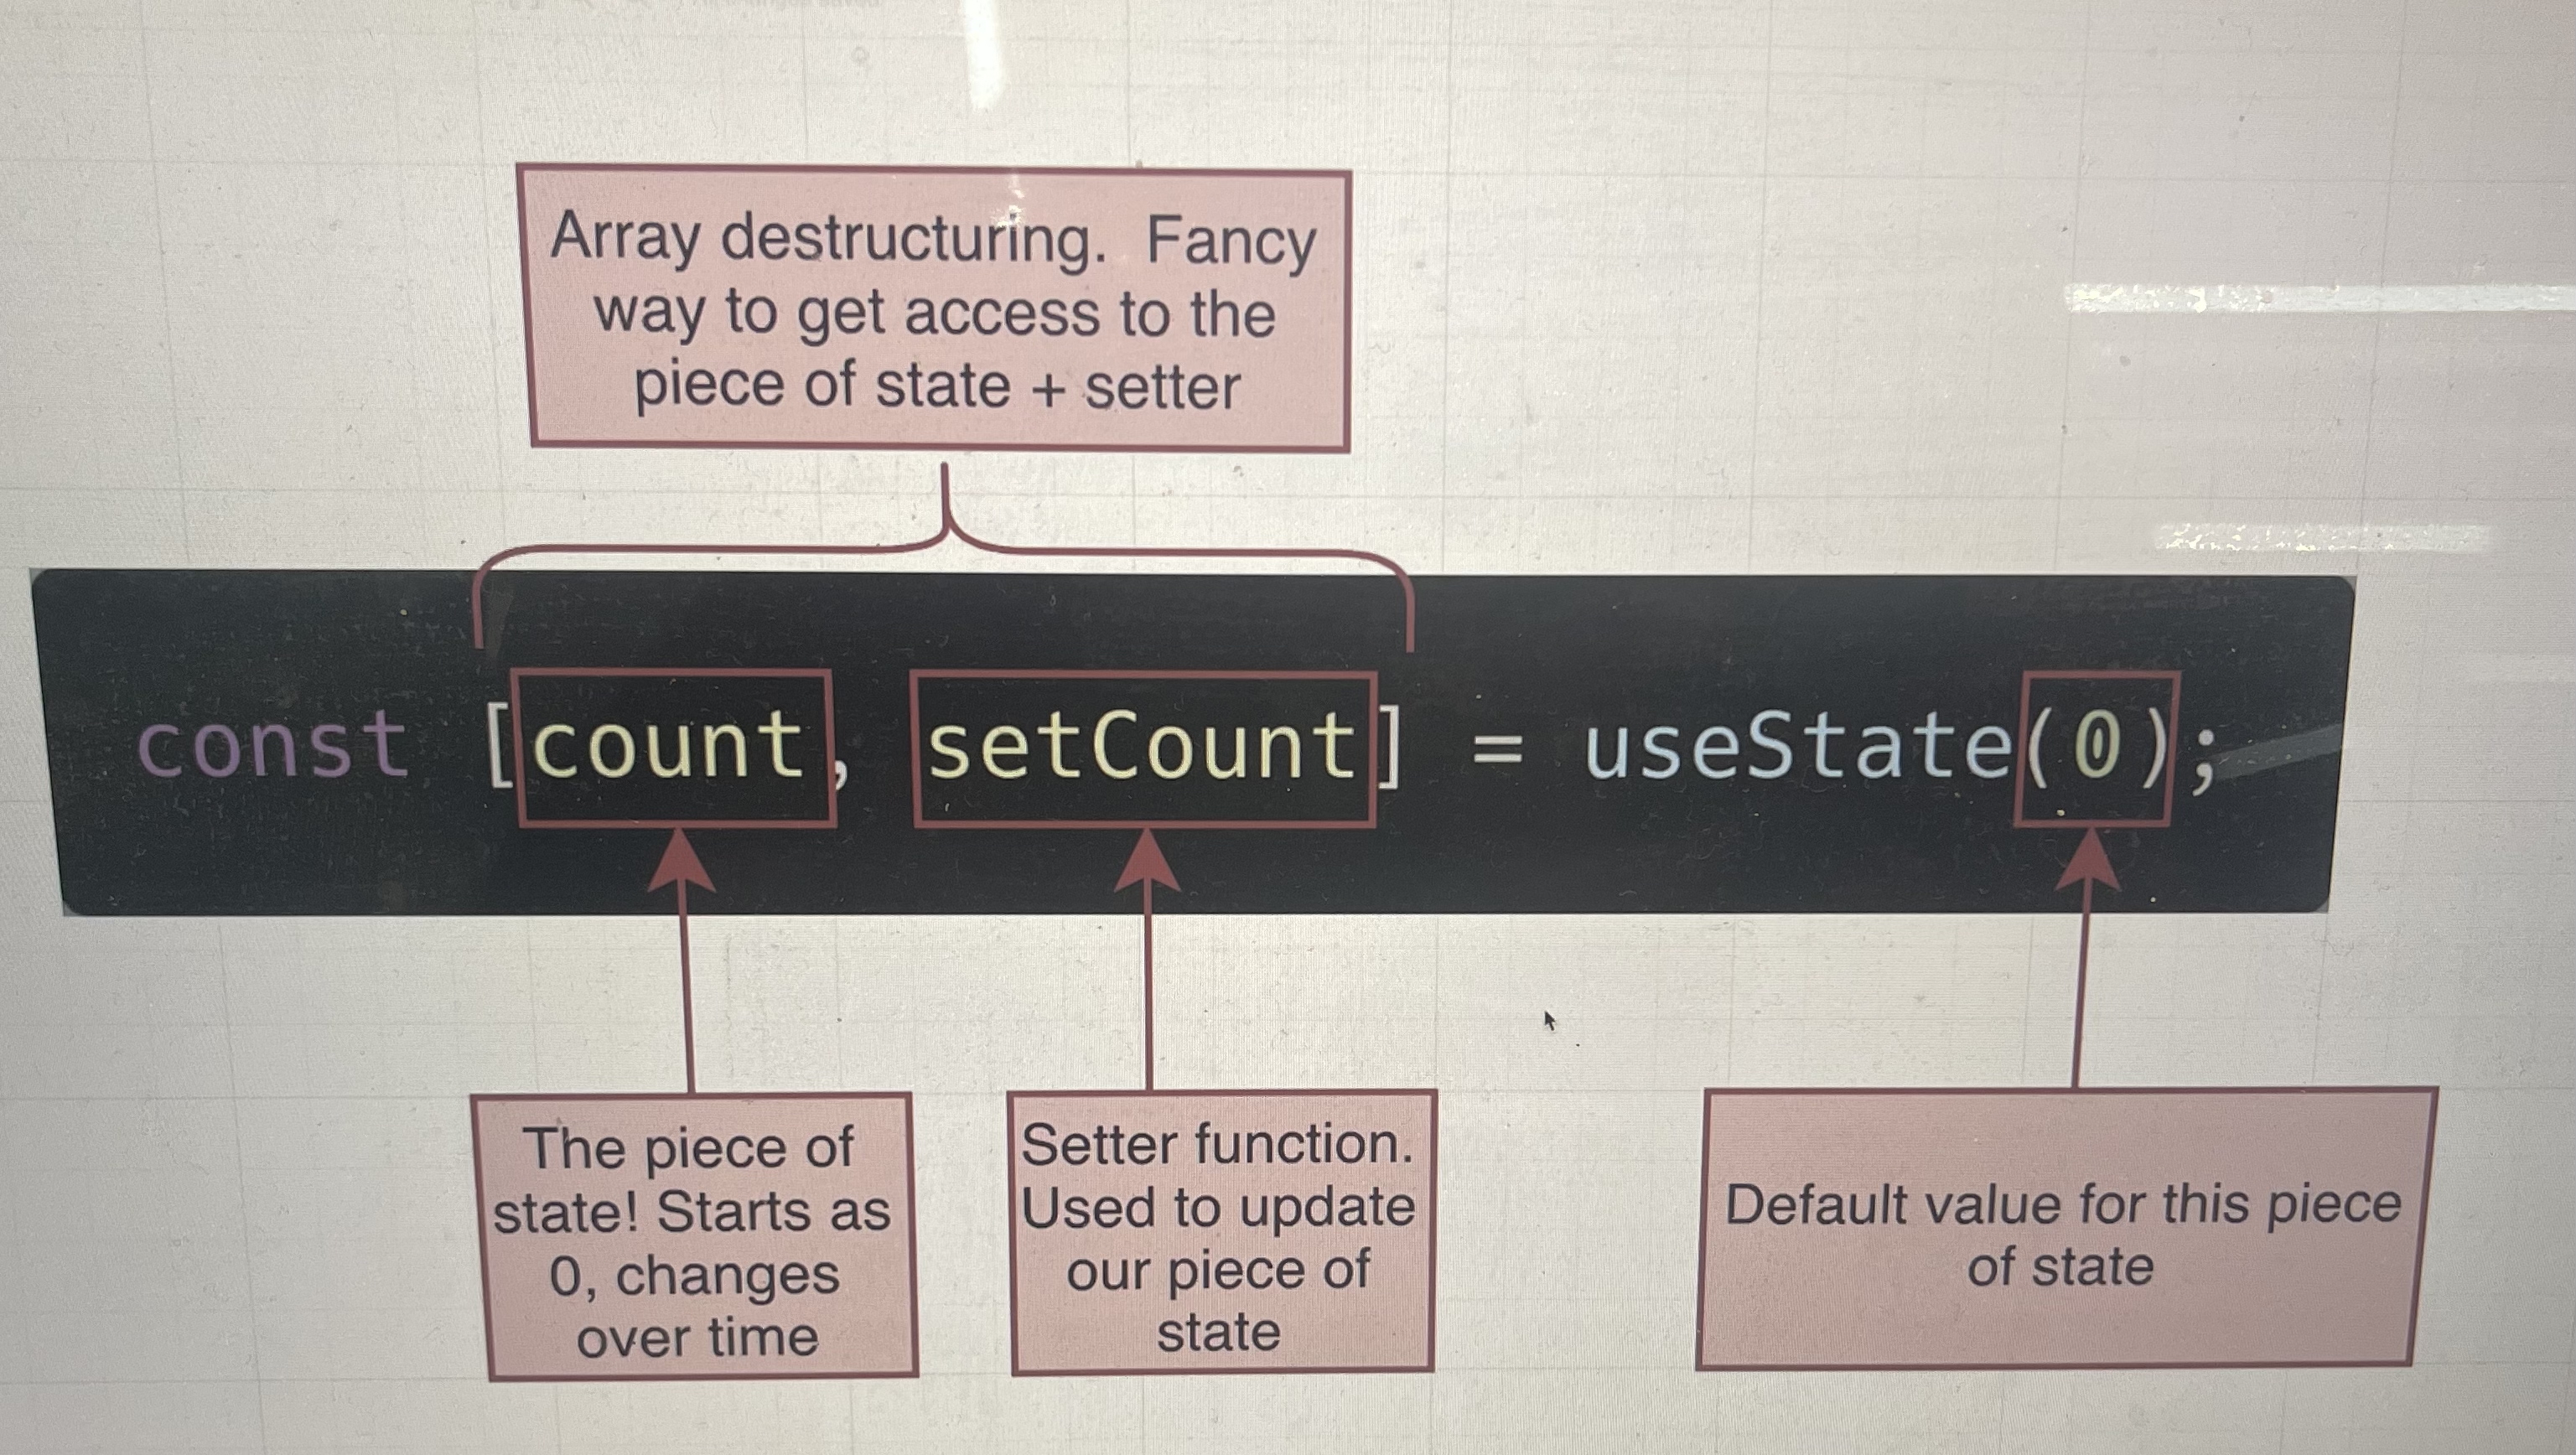 Array destructuring. Fancy
way to get access to the
piece of state + setter
const [count, setCount] = useState(0);
The piece of
state! Starts as
0, changes
over time
Setter function.
Used to update
our piece of
state
Default value for this piece
of state